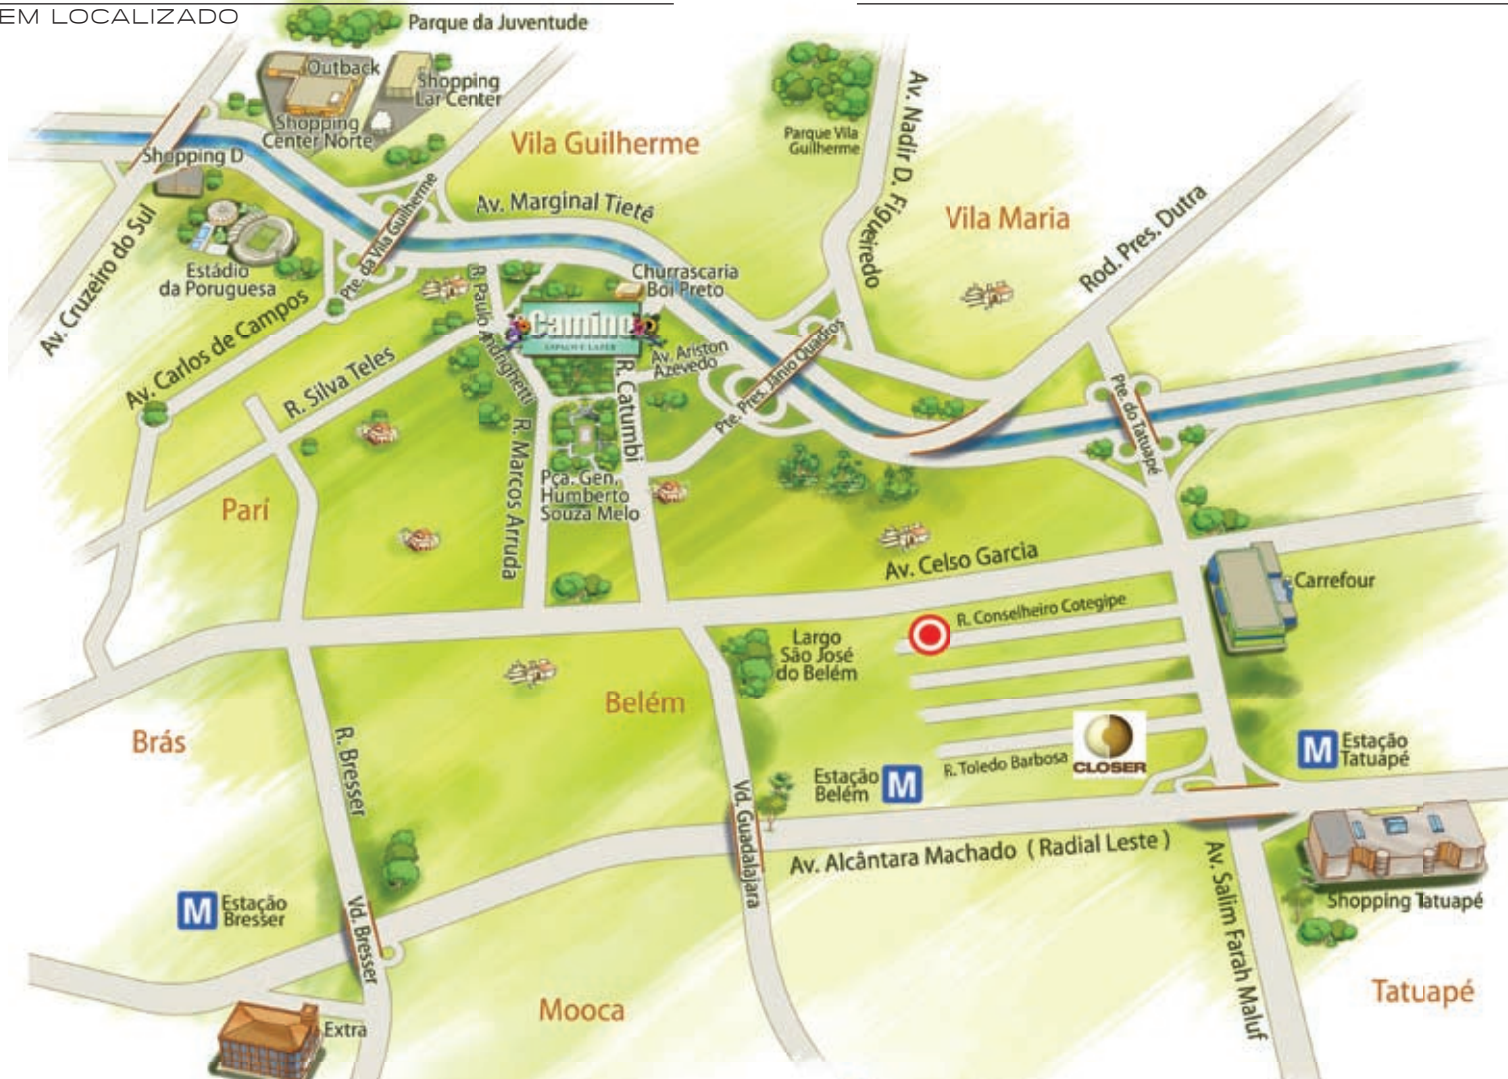 EM LOCALIZADO
Parque da Juventude
Outback
Shopping
Lar Center
Shopping
Center Norte
Shopping D
Vila Guilherme
Parque Vila
Guilherme
Av. Nadir D. Figueiredo
Vila Maria
Rod. Pres. Dutra
Av. Marginal Tietê
Pte. da Vila Guilherme
Av. Cruzeiro do Sul
Estádio
da Poruguesa
Av. Carlos de Campos
R. Silva Teles
R. Paulo Andrighetti
Churrascaria
Boi Preto
Camino
ESPAÇO E LAZER
Av. Ariston
Azevedo
Pte. Pres. Jânio Quadros
R. Catumbi
Pte. do Tatuapé
R. Marcos Arruda
Pça. Gen.
Humberto
Souza Melo
Parí
Av. Celso Garcia
Carrefour
R. Conselheiro Cotegipe
Largo
São José
do Belém
Belém
Brás
R. Bresser
Vd. Guadalajara
Estação
Belém
M
R. Toledo Barbosa
CLOSER
M
Estação
Tatuapé
Av. Alcântara Machado ( Radial Leste )
Av. Salim Farah Maluf
Shopping Tatuapé
M
Estação
Bresser
Vd. Bresser
Extra
Mooca
Tatuapé